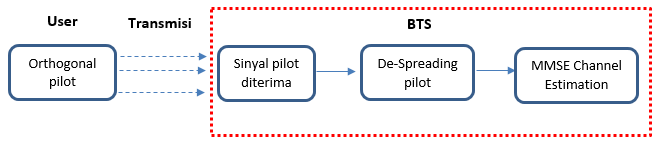 User
Transmisi
BTS
Orthogonal
pilot
Sinyal pilot
diterima
De-Spreading
pilot
MMSE Channel
Estimation